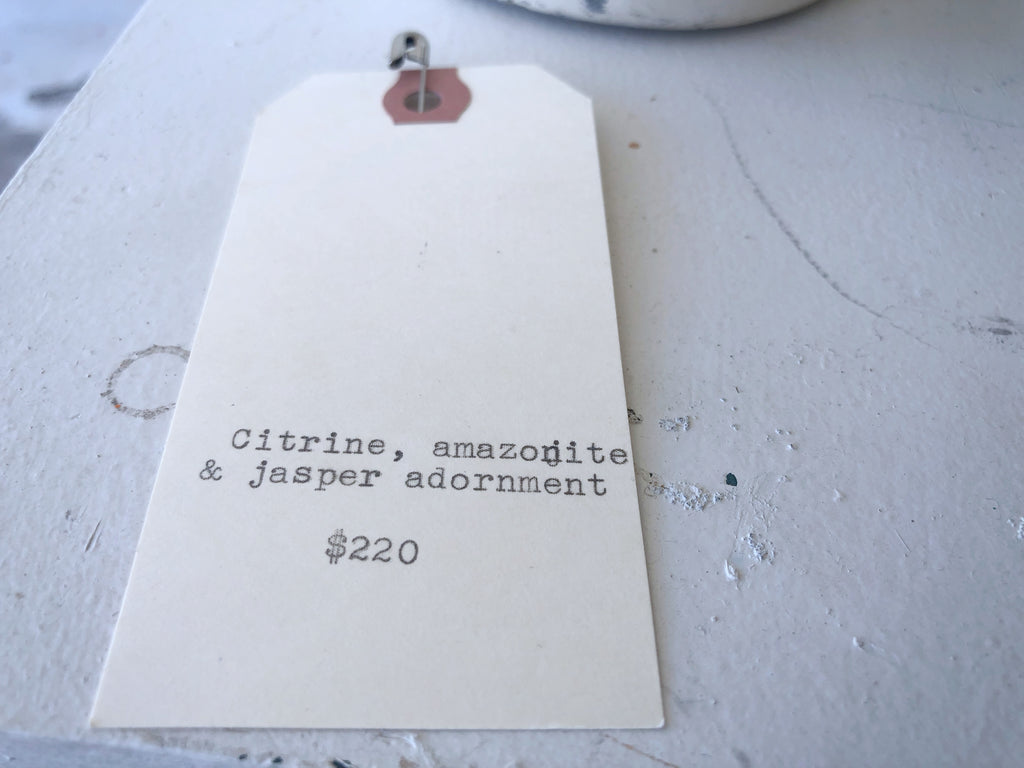 Citrine, amazonite
& jasper adornment
$220